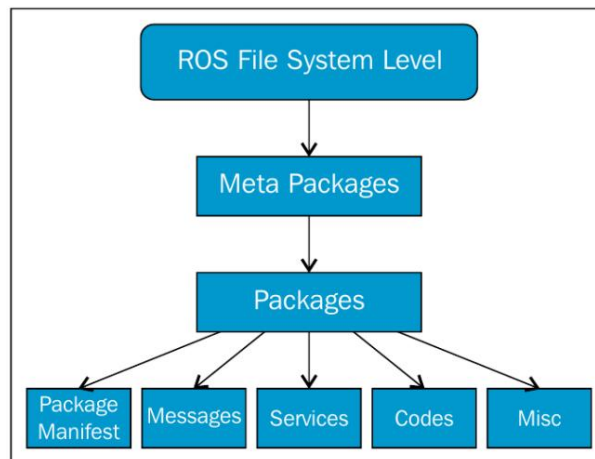 ROS File System Level
Meta Packages
Packages
Package
Manifest
Messages
Services
Codes
Misc